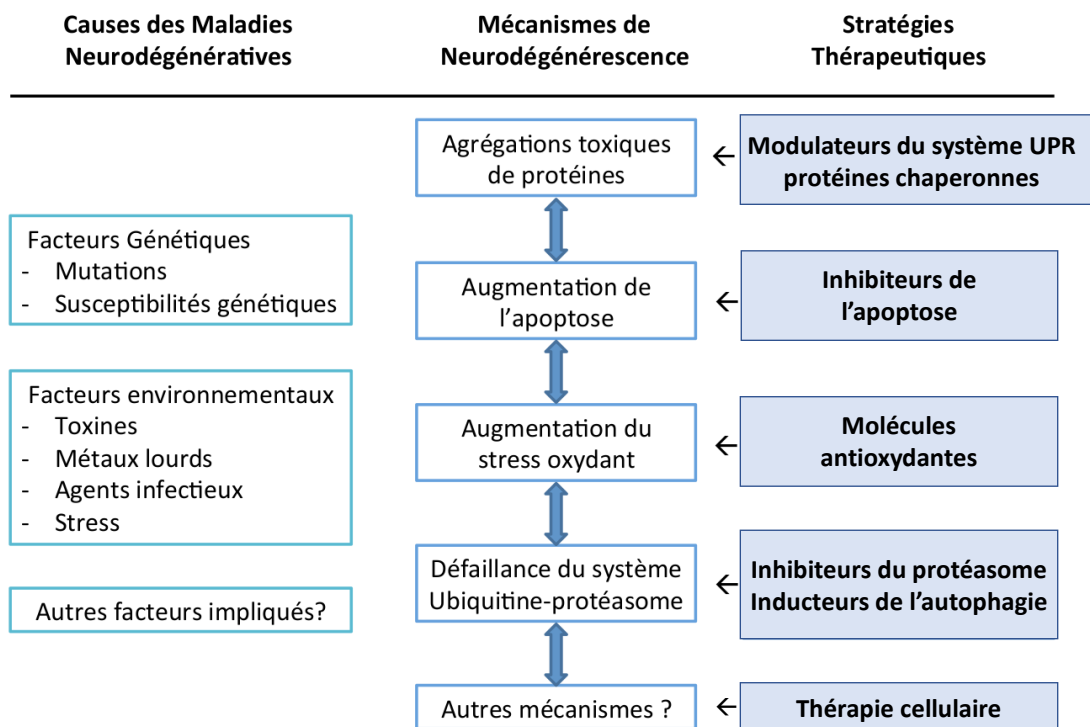 Causes des Maladies
Neurodégénératives
Mécanismes de
Neurodégénérescence
Stratégies
Thérapeutiques
Facteurs Génétiques
- Mutations
- Susceptibilités génétiques
Facteurs environnementaux
- Toxines
- Métaux lourds
- Agents infectieux
- Stress
Autres facteurs impliqués?
Agrégations toxiques
de protéines
Augmentation de
l’apoptose
Augmentation du
stress oxydant
Défaillance du système
Ubiquitine-protéasome
Autres mécanismes ?
Modulateurs du système UPR
protéines chaperonnes
Inhibiteurs de
l’apoptose
Molécules
antioxydantes
Inhibiteurs du protéasome
Inducteurs de l’autophagie
Thérapie cellulaire